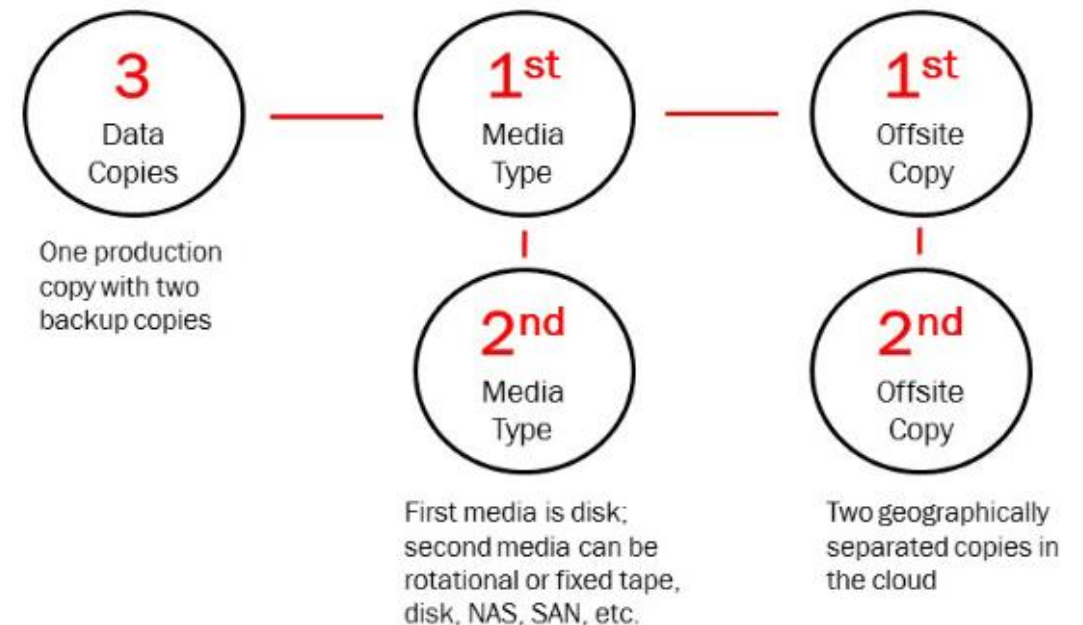 3
Data
Copies
One production
copy with two
backup copies
1st
Media
Type
2nd
Media
Type
First media is disk;
second media can be
rotational or fixed tape,
disk, NAS, SAN, etc.
1st
Offsite
Copy
2nd
Offsite
Copy
Two geographically
separated copies in
the cloud